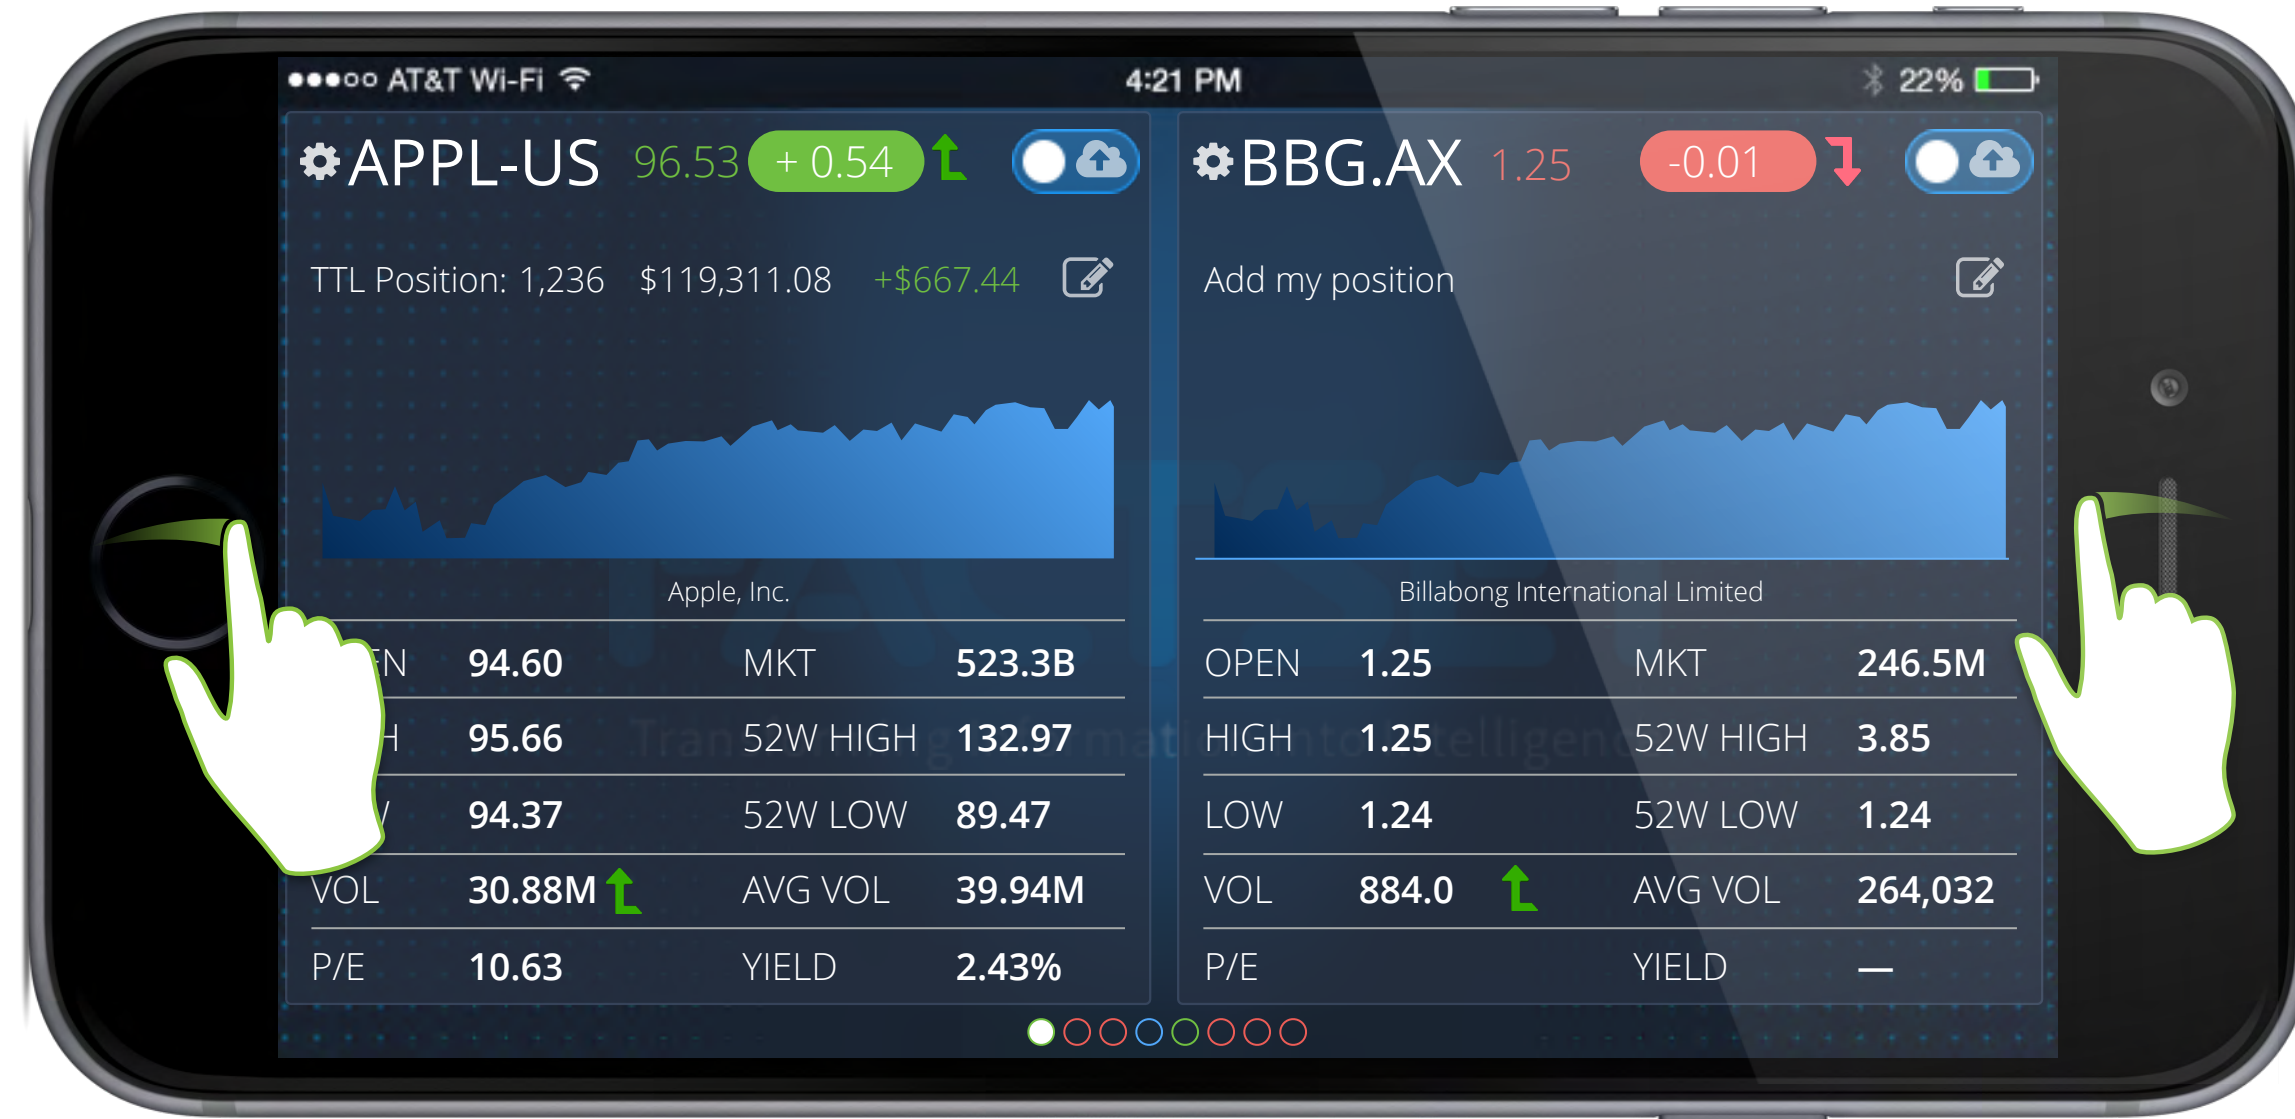 AT&T Wi-Fi 4:21 PM 22%
APPL-US 96.53 + 0.54
TTL Position: 1,236 $119,311.08 +$667.44
Apple, Inc.
94.60 MKT 523.3B
95.66 52W HIGH 132.97
94.37 52W LOW 89.47
VOL 30.88M AVG VOL 39.94M
P/E 10.63 YIELD 2.43%
BBG.AX 1.25 -0.01
Add my position
Billabong International Limited
OPEN 1.25 MKT 246.5M
HIGH 1.25 52W HIGH 3.85
LOW 1.24 52W LOW 1.24
VOL 884.0 AVG VOL 264,032
P/E YIELD —